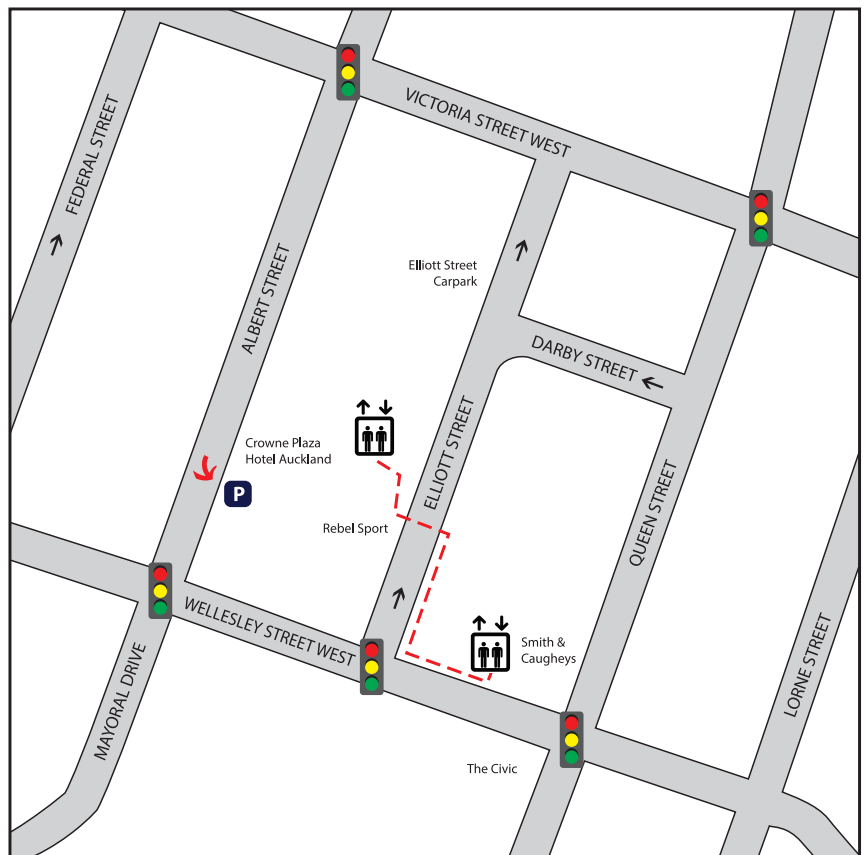 VICTORIA STREET WEST
FEDERAL STREET
ALBERT STREET
Elliott Street
Carpark
DARBY STREET
ELLIOTT STREET
Crowne Plaza
Hotel Auckland
P
Rebel Sport
QUEEN STREET
WELLESLEY STREET WEST
Smith &
Caugheys
LORNE STREET
MAYORAL DRIVE
The Civic